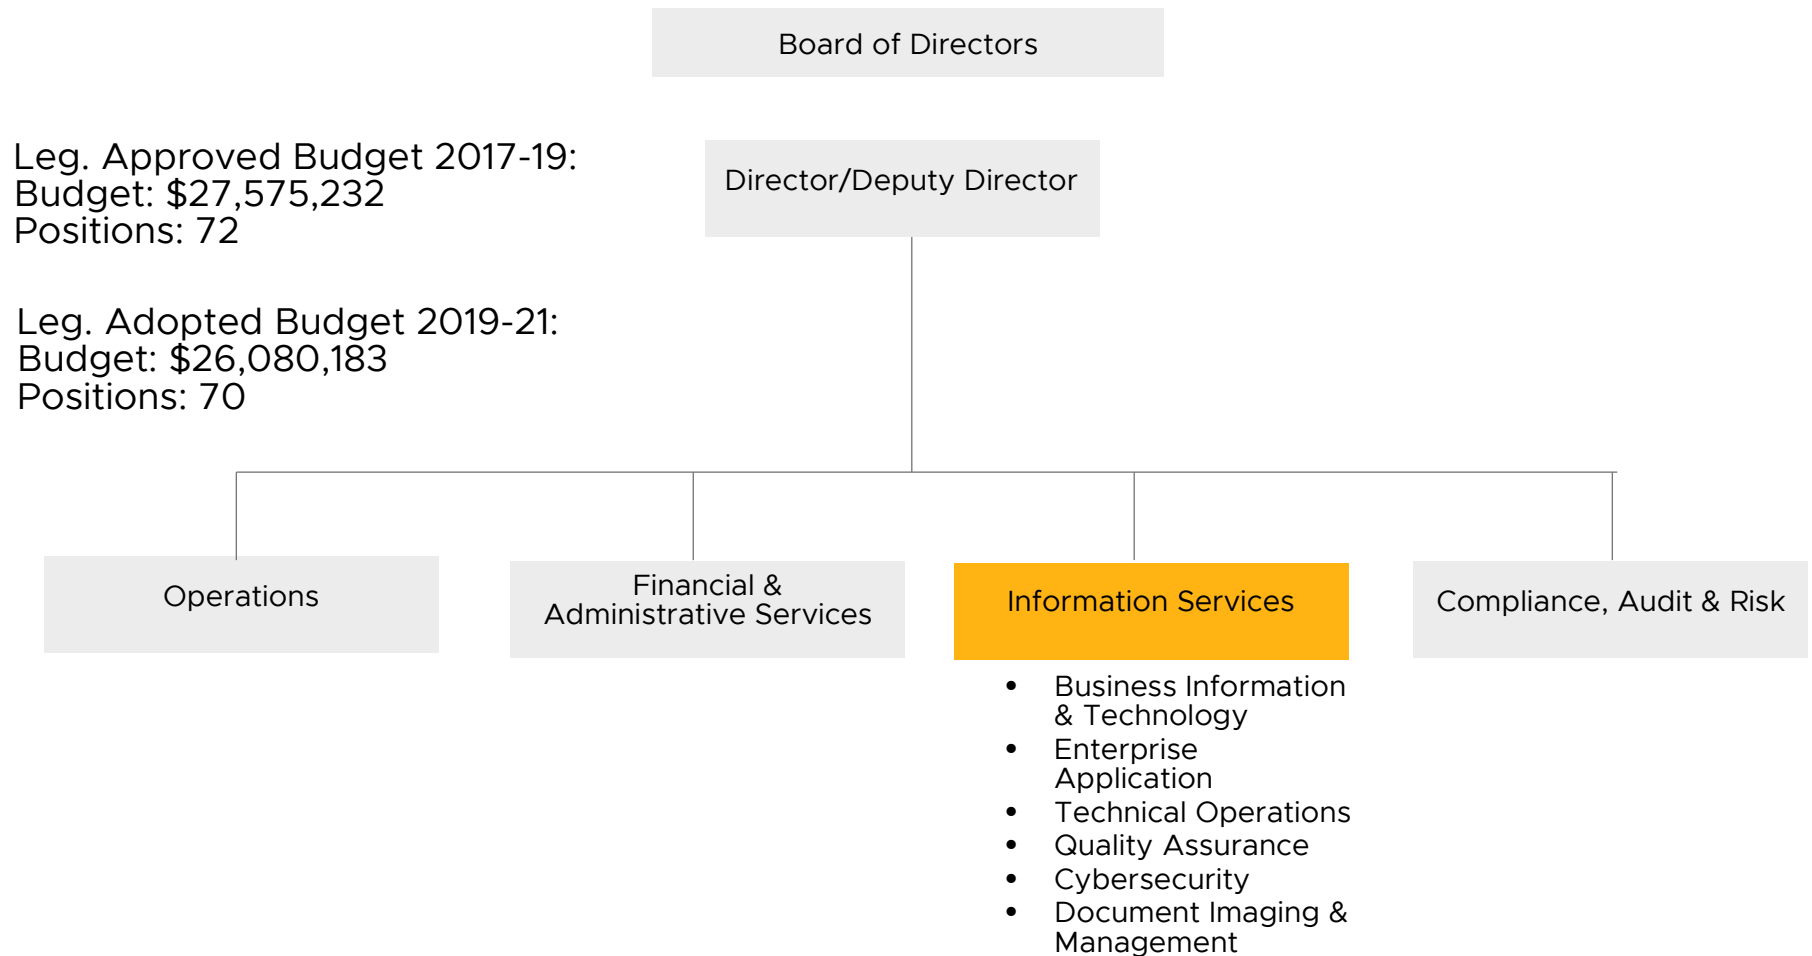 Board of Directors
Leg. Approved Budget 2017-19:
Budget: $27,575,232
Positions: 72
Director/Deputy Director
Leg. Adopted Budget 2019-21:
Budget: $26,080,183
Positions: 70
Operations
Financial &
Administrative Services
Information Services
Compliance, Audit & Risk
• Business Information
& Technology
• Enterprise
Application
• Technical Operations
• Quality Assurance
• Cybersecurity
• Document Imaging &
Management